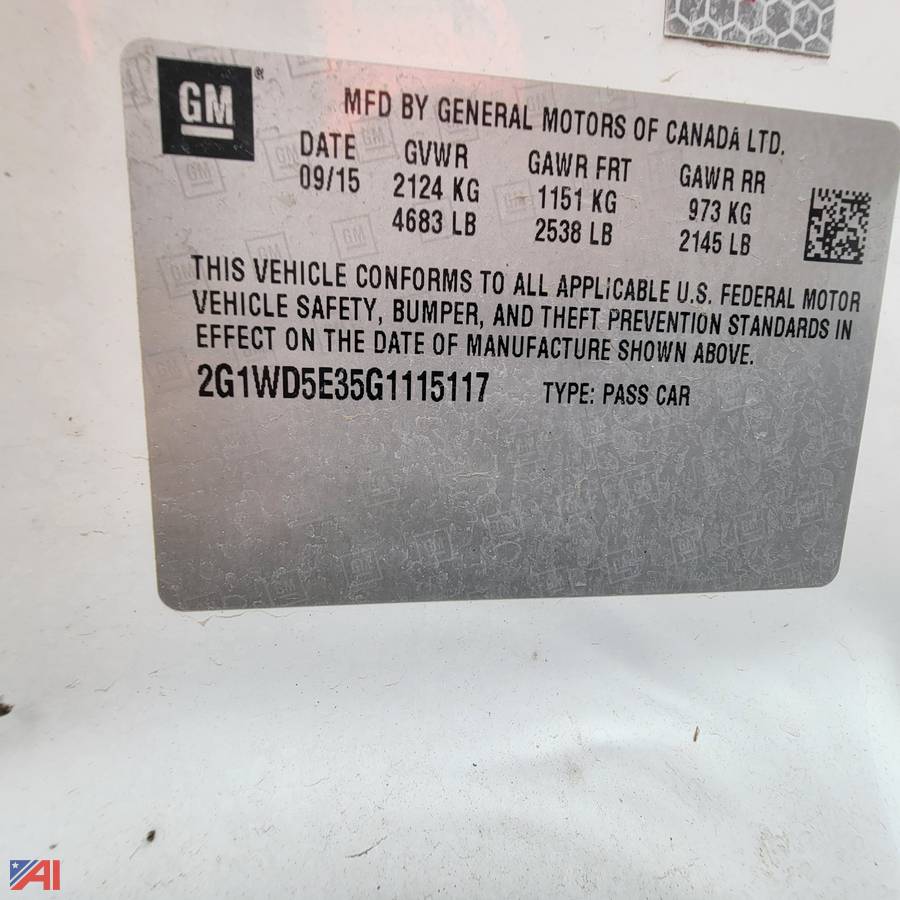 GM®
MFD BY GENERAL MOTORS OF CANADA LTD.
DATE GVWR GAWR FRT GAWR RR
09/15 2124 KG 1151 KG 973 KG
4683 LB 2538 LB 2145 LB
THIS VEHICLE CONFORMS TO ALL APPLICABLE U.S. FEDERAL MOTOR
VEHICLE SAFETY, BUMPER, AND THEFT PREVENTION STANDARDS IN
EFFECT ON THE DATE OF MANUFACTURE SHOWN ABOVE.
2G1WD5E35G1115117 TYPE: PASS CAR
AI